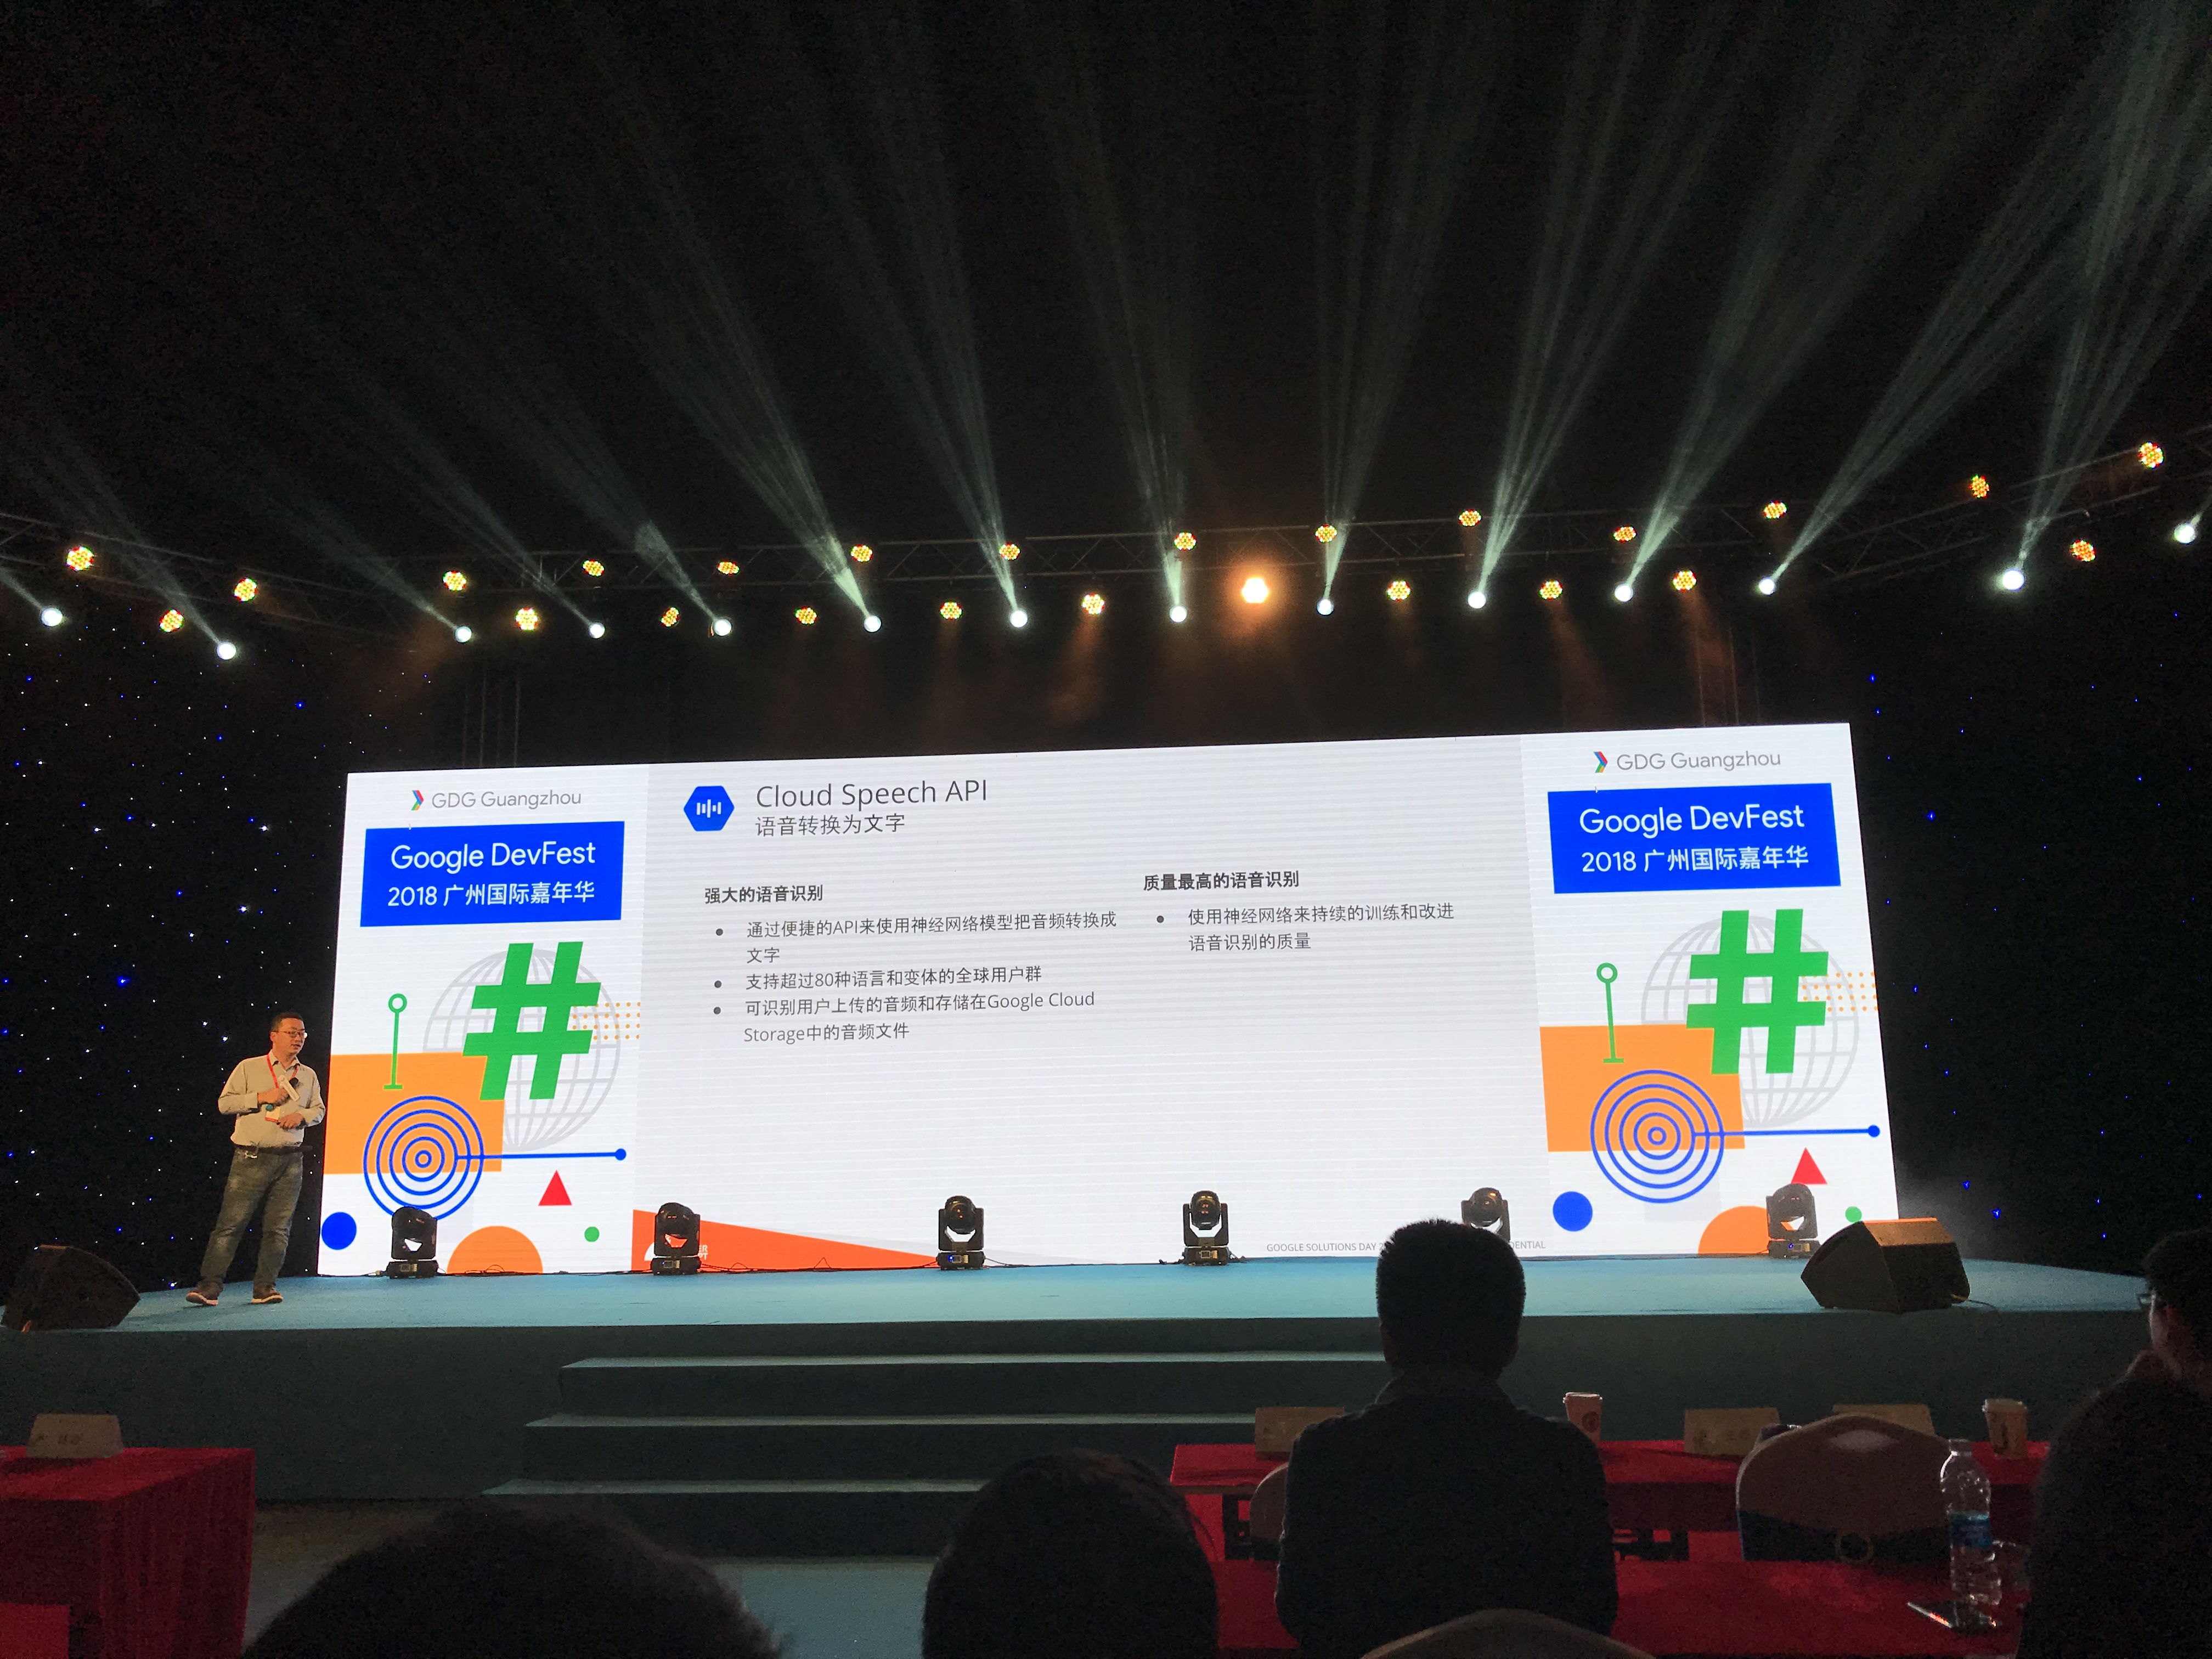 GDG Guangzhou
Google DevFest
2018 广州国际嘉年华
Cloud Speech API
语音转换为文字
强大的语音识别
通过便捷的API来使用神经网络模型把音频转换成
文字
支持超过80种语言和变体的全球用户群
可识别用户上传的音频和存储在Google Cloud
Storage中的音频文件
质量最高的语音识别
使用神经网络来持续的训练和改进
语音识别的质量
GOOGLE SOLUTIONS DAY
GDG Guangzhou
Google DevFest
2018 广州国际嘉年华